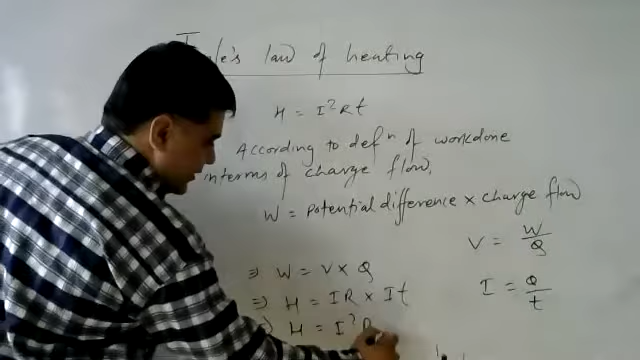 law of heating
H = I²Rt
According to defⁿ of workdone
interms of charge flow,
W = potential difference × charge flow
V = W/Q
⇒ W = V × Q
I = Q/t
⇒ H = IR × It
H = I²R